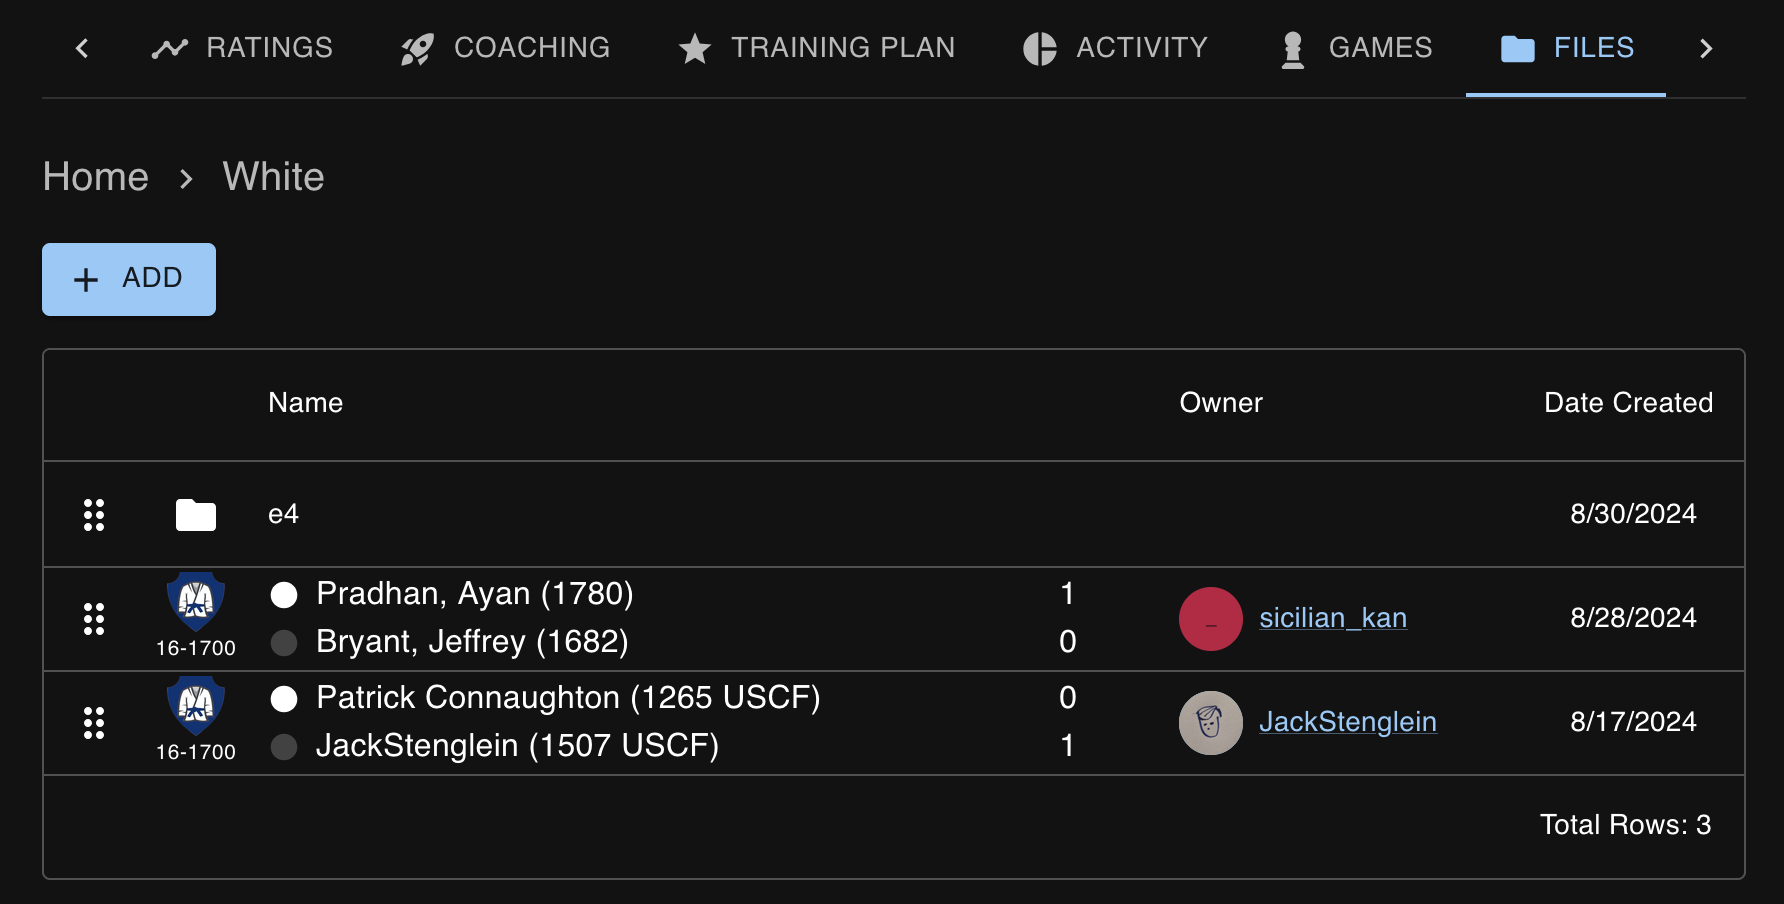 RATINGS COACHING TRAINING PLAN ACTIVITY GAMES FILES
Home > White
+ ADD
Name Owner Date Created
e4 8/30/2024
Pradhan, Ayan (1780) 1
Bryant, Jeffrey (1682) 0
16-1700
_ sicilian_kan 8/28/2024
Patrick Connaughton (1265 USCF) 0
JackStenglein (1507 USCF) 1
16-1700
JackStenglein 8/17/2024
Total Rows: 3